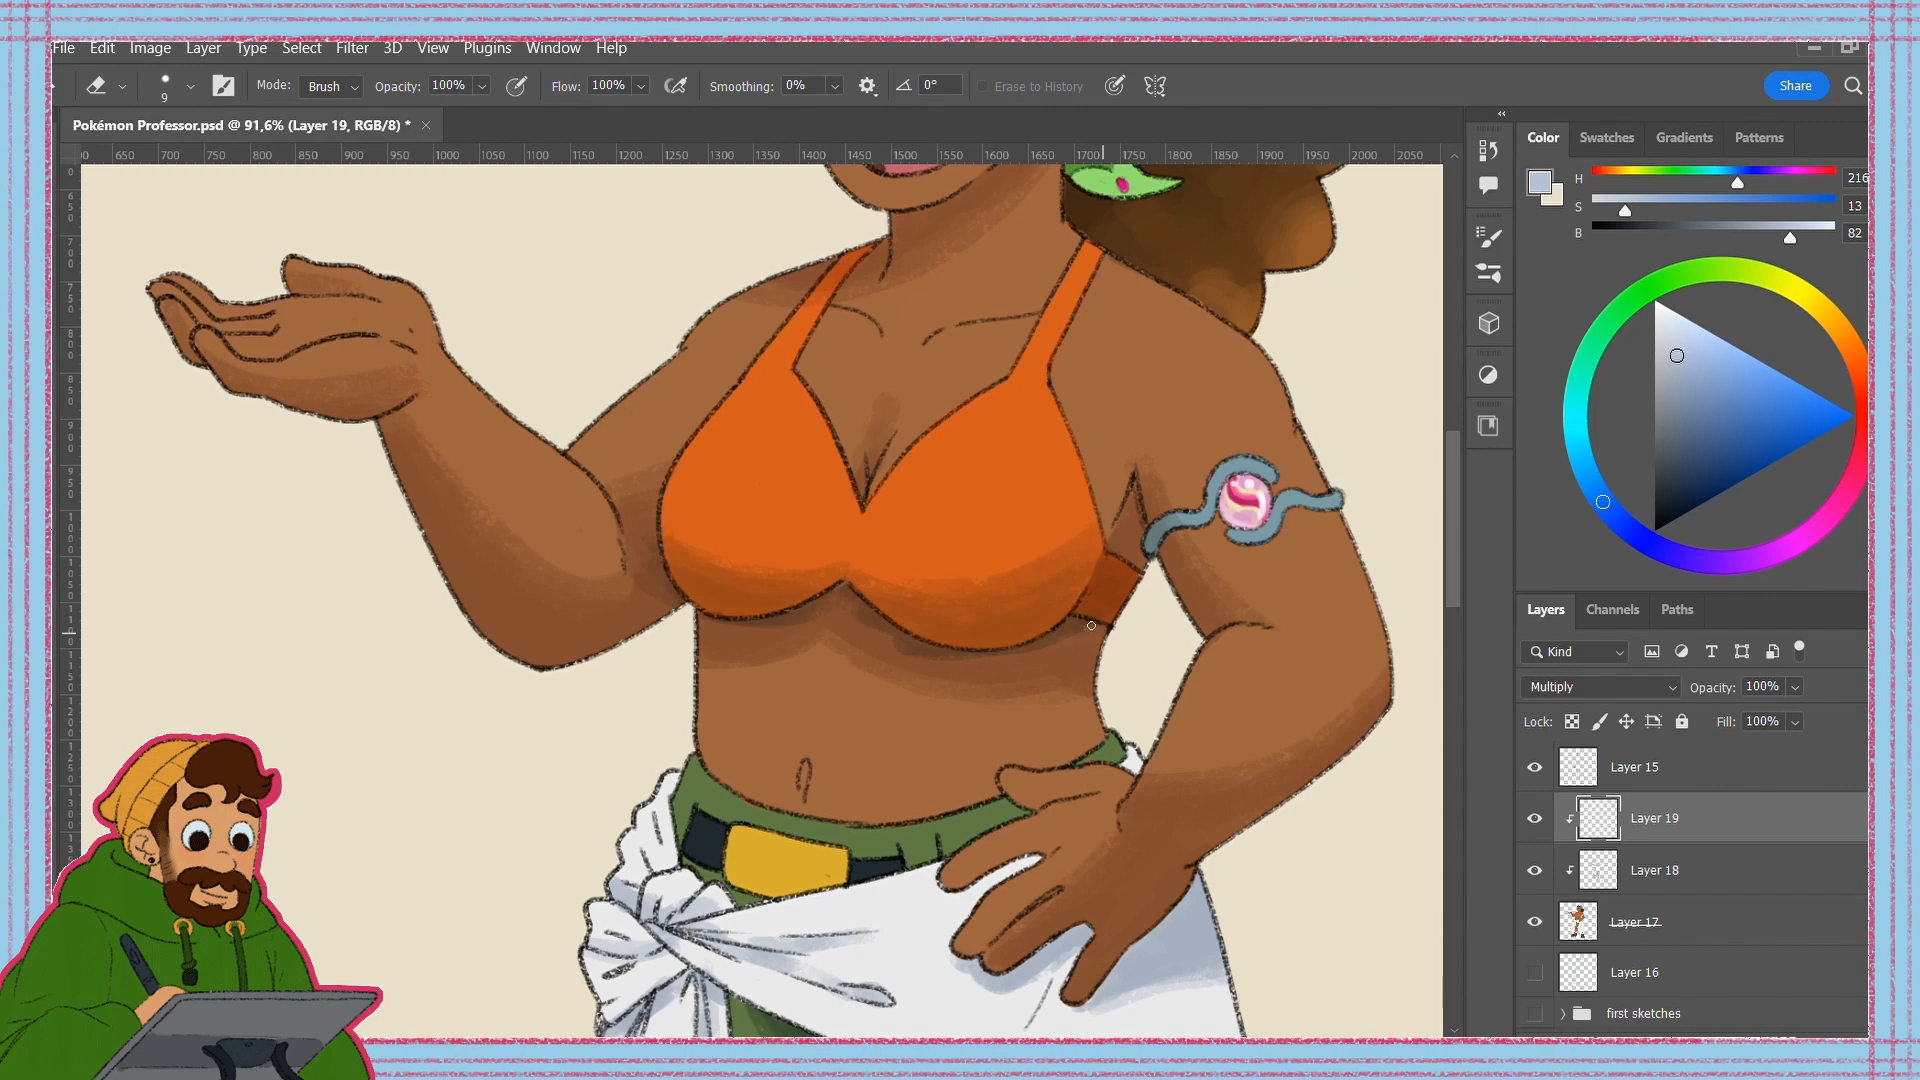 File Edit Image Layer Type Select Filter 3D View Plugins Window Help
9 Mode: Brush Opacity: 100% Flow: 100% Smoothing: 0% 0° Erase to History Share
Pokémon Professor.psd @ 91,6% (Layer 19, RGB/8) * ×
650 700 750 800 850 900 950 1000 1050 1100 1150 1200 1250 1300 1350 1400 1450 1500 1550 1600 1650 1700 1750 1800 1850 1900 1950 2000 2050
Color Swatches Gradients Patterns
H 216
S 13
B 82
Layers Channels Paths
Kind
Multiply Opacity: 100%
Lock: Fill: 100%
Layer 15
Layer 19
Layer 18
Layer 17
Layer 16
first sketches